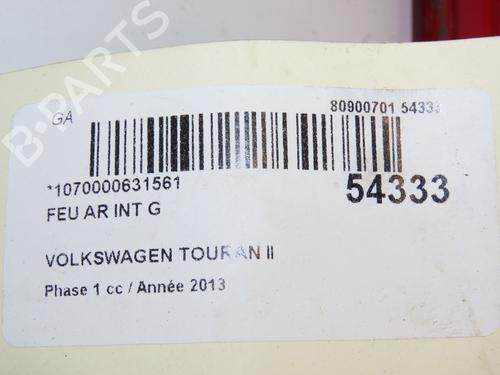 GA
80900701 54333
*1070000631561
54333
FEU AR INT G
VOLKSWAGEN TOURAN II
Phase 1 cc / Année 2013
B-PARTS